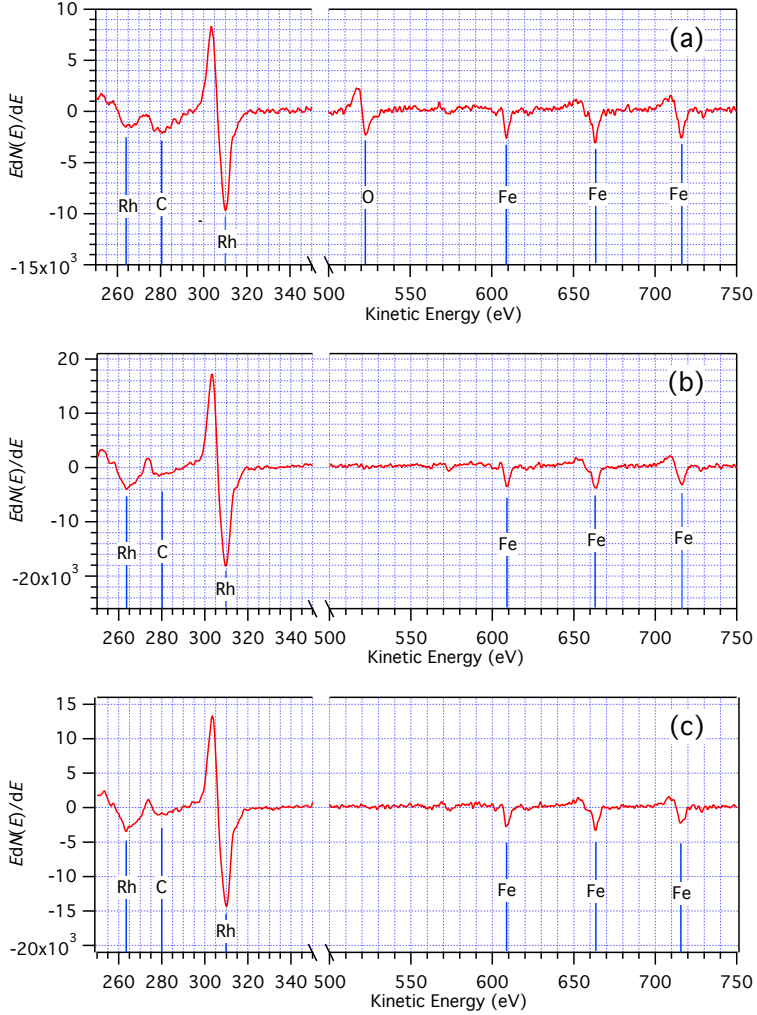 10
(a)
5
0
EdN(E)/dE
-5
Rh C O Fe Fe Fe
-10
Rh
-15x10³
260 280 300 320 340 500 550 600 650 700 750
Kinetic Energy (eV)
20
(b)
10
0
EdN(E)/dE
-10
Rh C Fe Fe Fe
Rh
-20x10³
260 280 300 320 340 500 550 600 650 700 750
Kinetic Energy (eV)
15
(c)
10
5
0
EdN(E)/dE
-5
-10
Rh C Fe Fe Fe
-15
Rh
-20x10³
260 280 300 320 340 500 550 600 650 700 750
Kinetic Energy (eV)